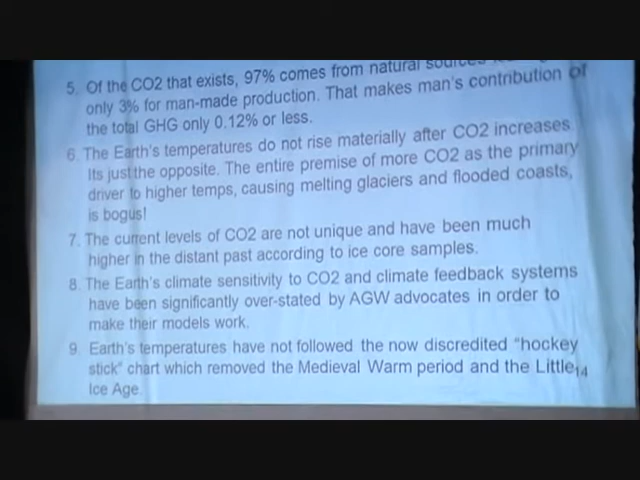 5. Of the CO2 that exists, 97% comes from natural
only 3% for man-made production. That makes man's contribution of
the total GHG only 0.12% or less.
6. The Earth's temperatures do not rise materially after CO2 increases
Its just the opposite. The entire premise of more CO2 as the primary
driver to higher temps, causing melting glaciers and flooded coasts,
is bogus!
7. The current levels of CO2 are not unique and have been much
higher in the distant past according to ice core samples.
8. The Earth's climate sensitivity to CO2 and climate feedback systems
have been significantly over-stated by AGW advocates in order to
make their models work.
9. Earth's temperatures have not followed the now discredited "hockey
stick" chart which removed the Medieval Warm period and the Little
14
Ice Age.